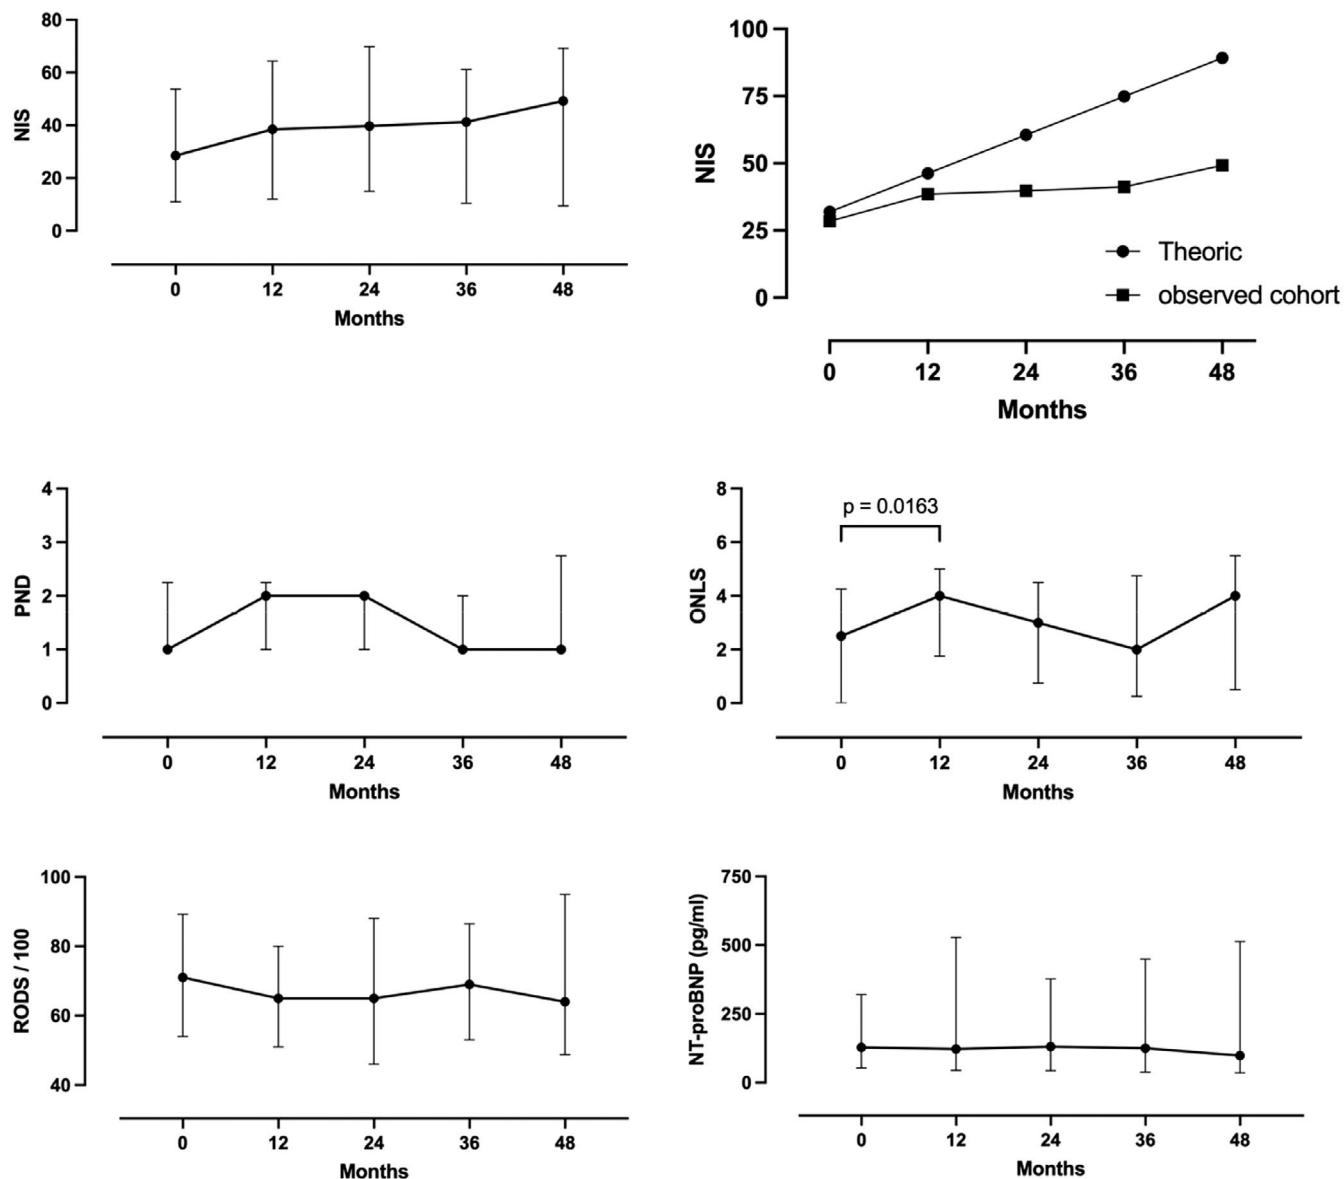 80
60
40
20
0
NIS
0 12 24 36 48
Months
100
75
50
25
0
NIS
Theoric
observed cohort
0 12 24 36 48
Months
4
3
2
1
0
PND
0 12 24 36 48
Months
8
6
4
2
0
ONLS
p = 0.0163
0 12 24 36 48
Months
100
80
60
40
RODS / 100
0 12 24 36 48
Months
750
500
250
0
NT-proBNP (pg/ml)
0 12 24 36 48
Months